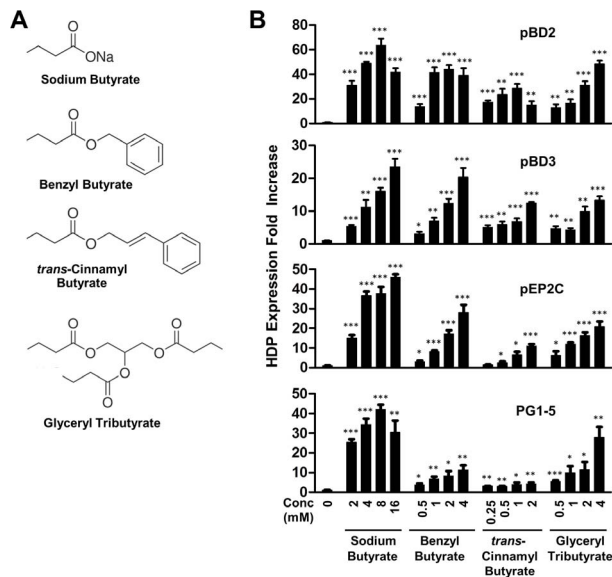 A
O
ONa
Sodium Butyrate
O
O
Benzyl Butyrate
O
O
trans-Cinnamyl
Butyrate
O
O
O
O
O
O
Glyceryl Tributyrate
B
HDP Expression Fold Increase
pBD2
80
60
40
20
0
*** *** *** *** *** *** *** *** *** ** *** ** ** ** *** ***
pBD3
30
20
10
0
*** ** *** *** * ** *** *** *** ** *** *** ** ** ** ***
pEP2C
50
40
30
20
10
0
*** *** *** *** * *** *** *** * * * *** * *** *** ***
PG1-5
50
40
30
20
10
0
*** *** *** ** * ** * ** ** ** * ** *** * * **
Conc
(mM)
0 2 4 8 16 0.5 1 2 4 0.25 0.5 1 2 0.5 1 2 4
Sodium
Butyrate
Benzyl
Butyrate
trans-
Cinnamyl
Butyrate
Glyceryl
Tributyrate